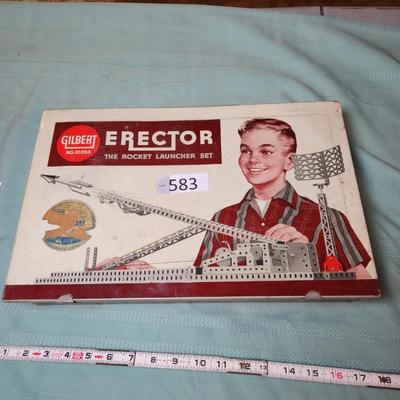 GILBERT
NO. 10053
ERECTOR
THE ROCKET LAUNCHER SET
583
1 2 3 4 5 6 7 8 9 10 11 12 13 14 15 16 17 18